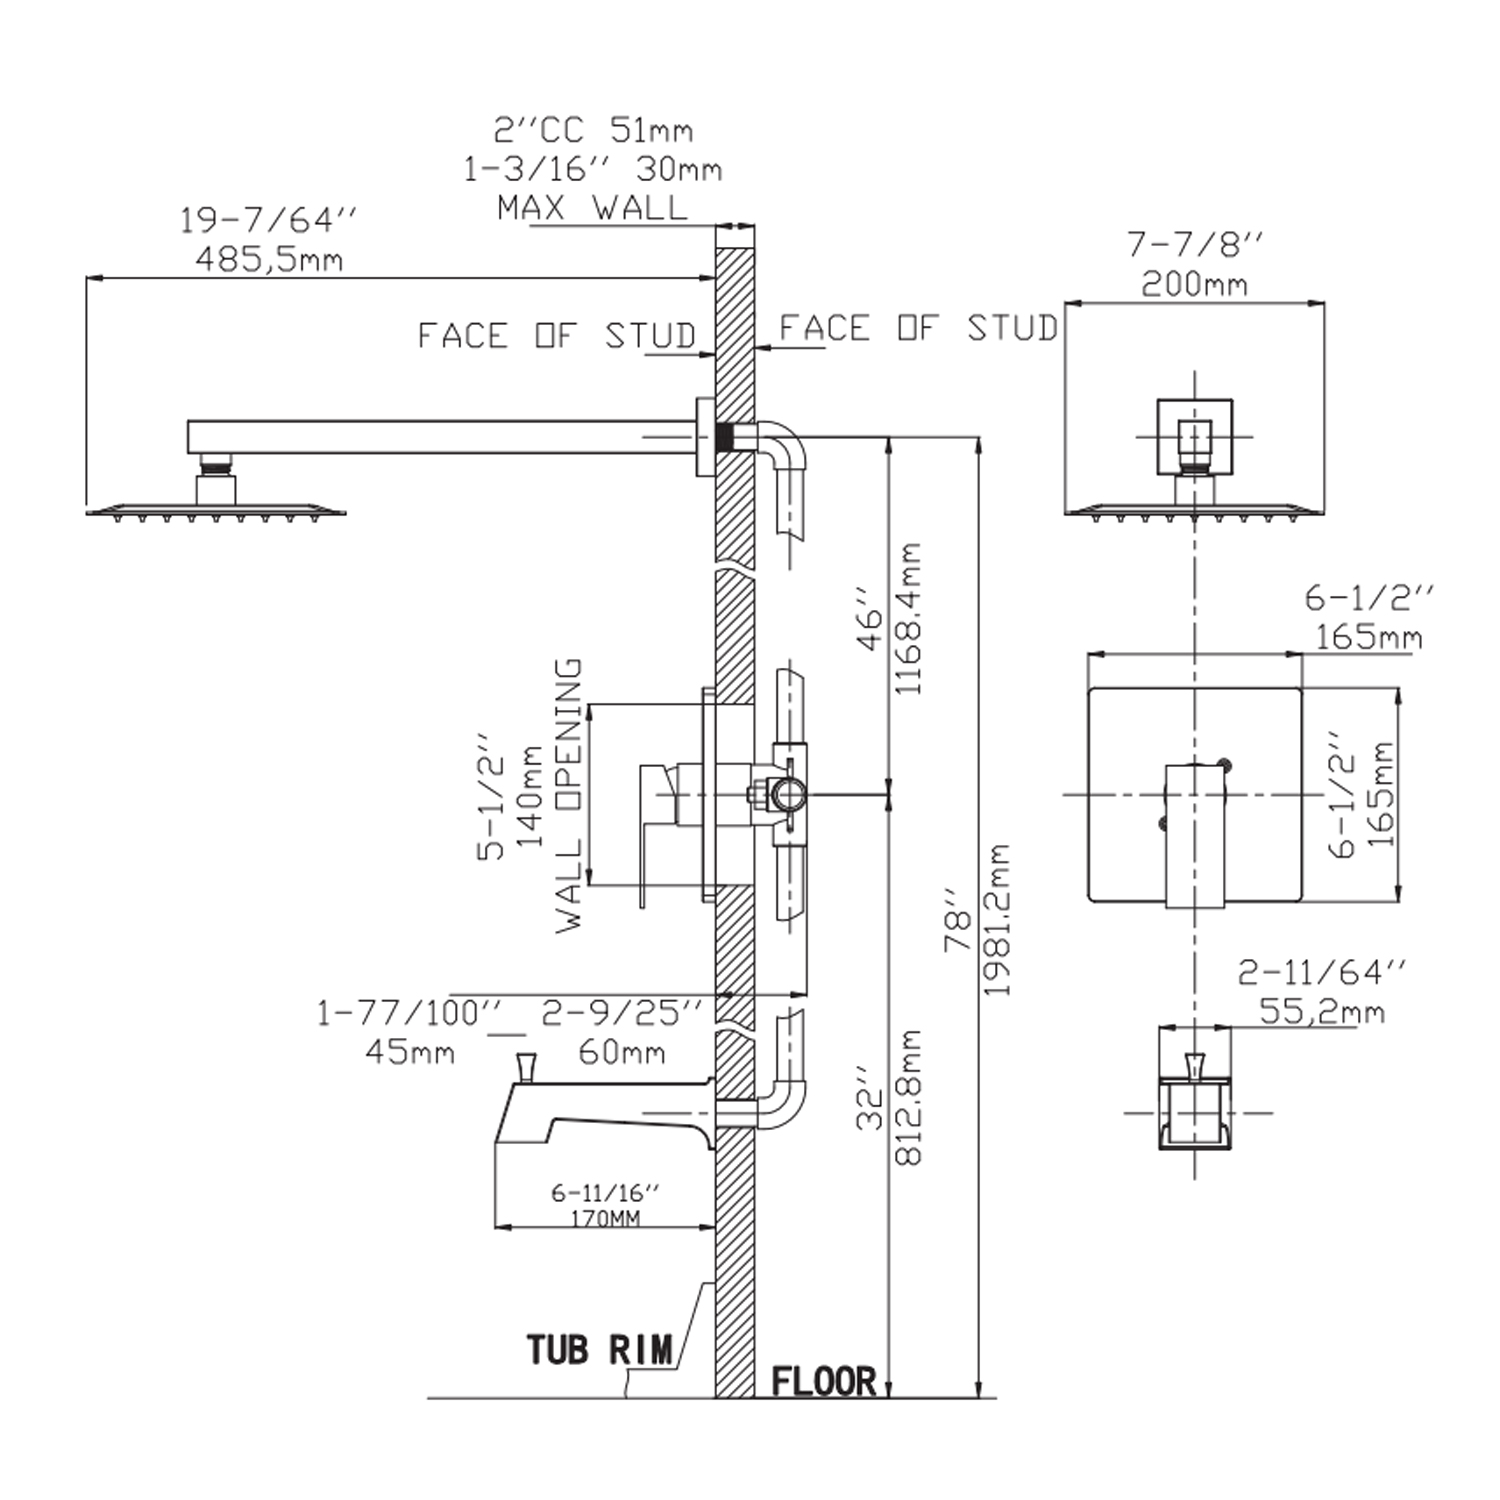 2''CC 51mm
1-3/16'' 30mm
MAX WALL
19-7/64''
485,5mm
7-7/8''
200mm
FACE OF STUD
FACE OF STUD
46''
1168.4mm
6-1/2''
165mm
5-1/2''
140mm
WALL OPENING
6-1/2''
165mm
78''
1981.2mm
1-77/100'' 2-9/25''
45mm 60mm
2-11/64''
55,2mm
32''
812.8mm
6-11/16''
170MM
TUB RIM
FLOOR